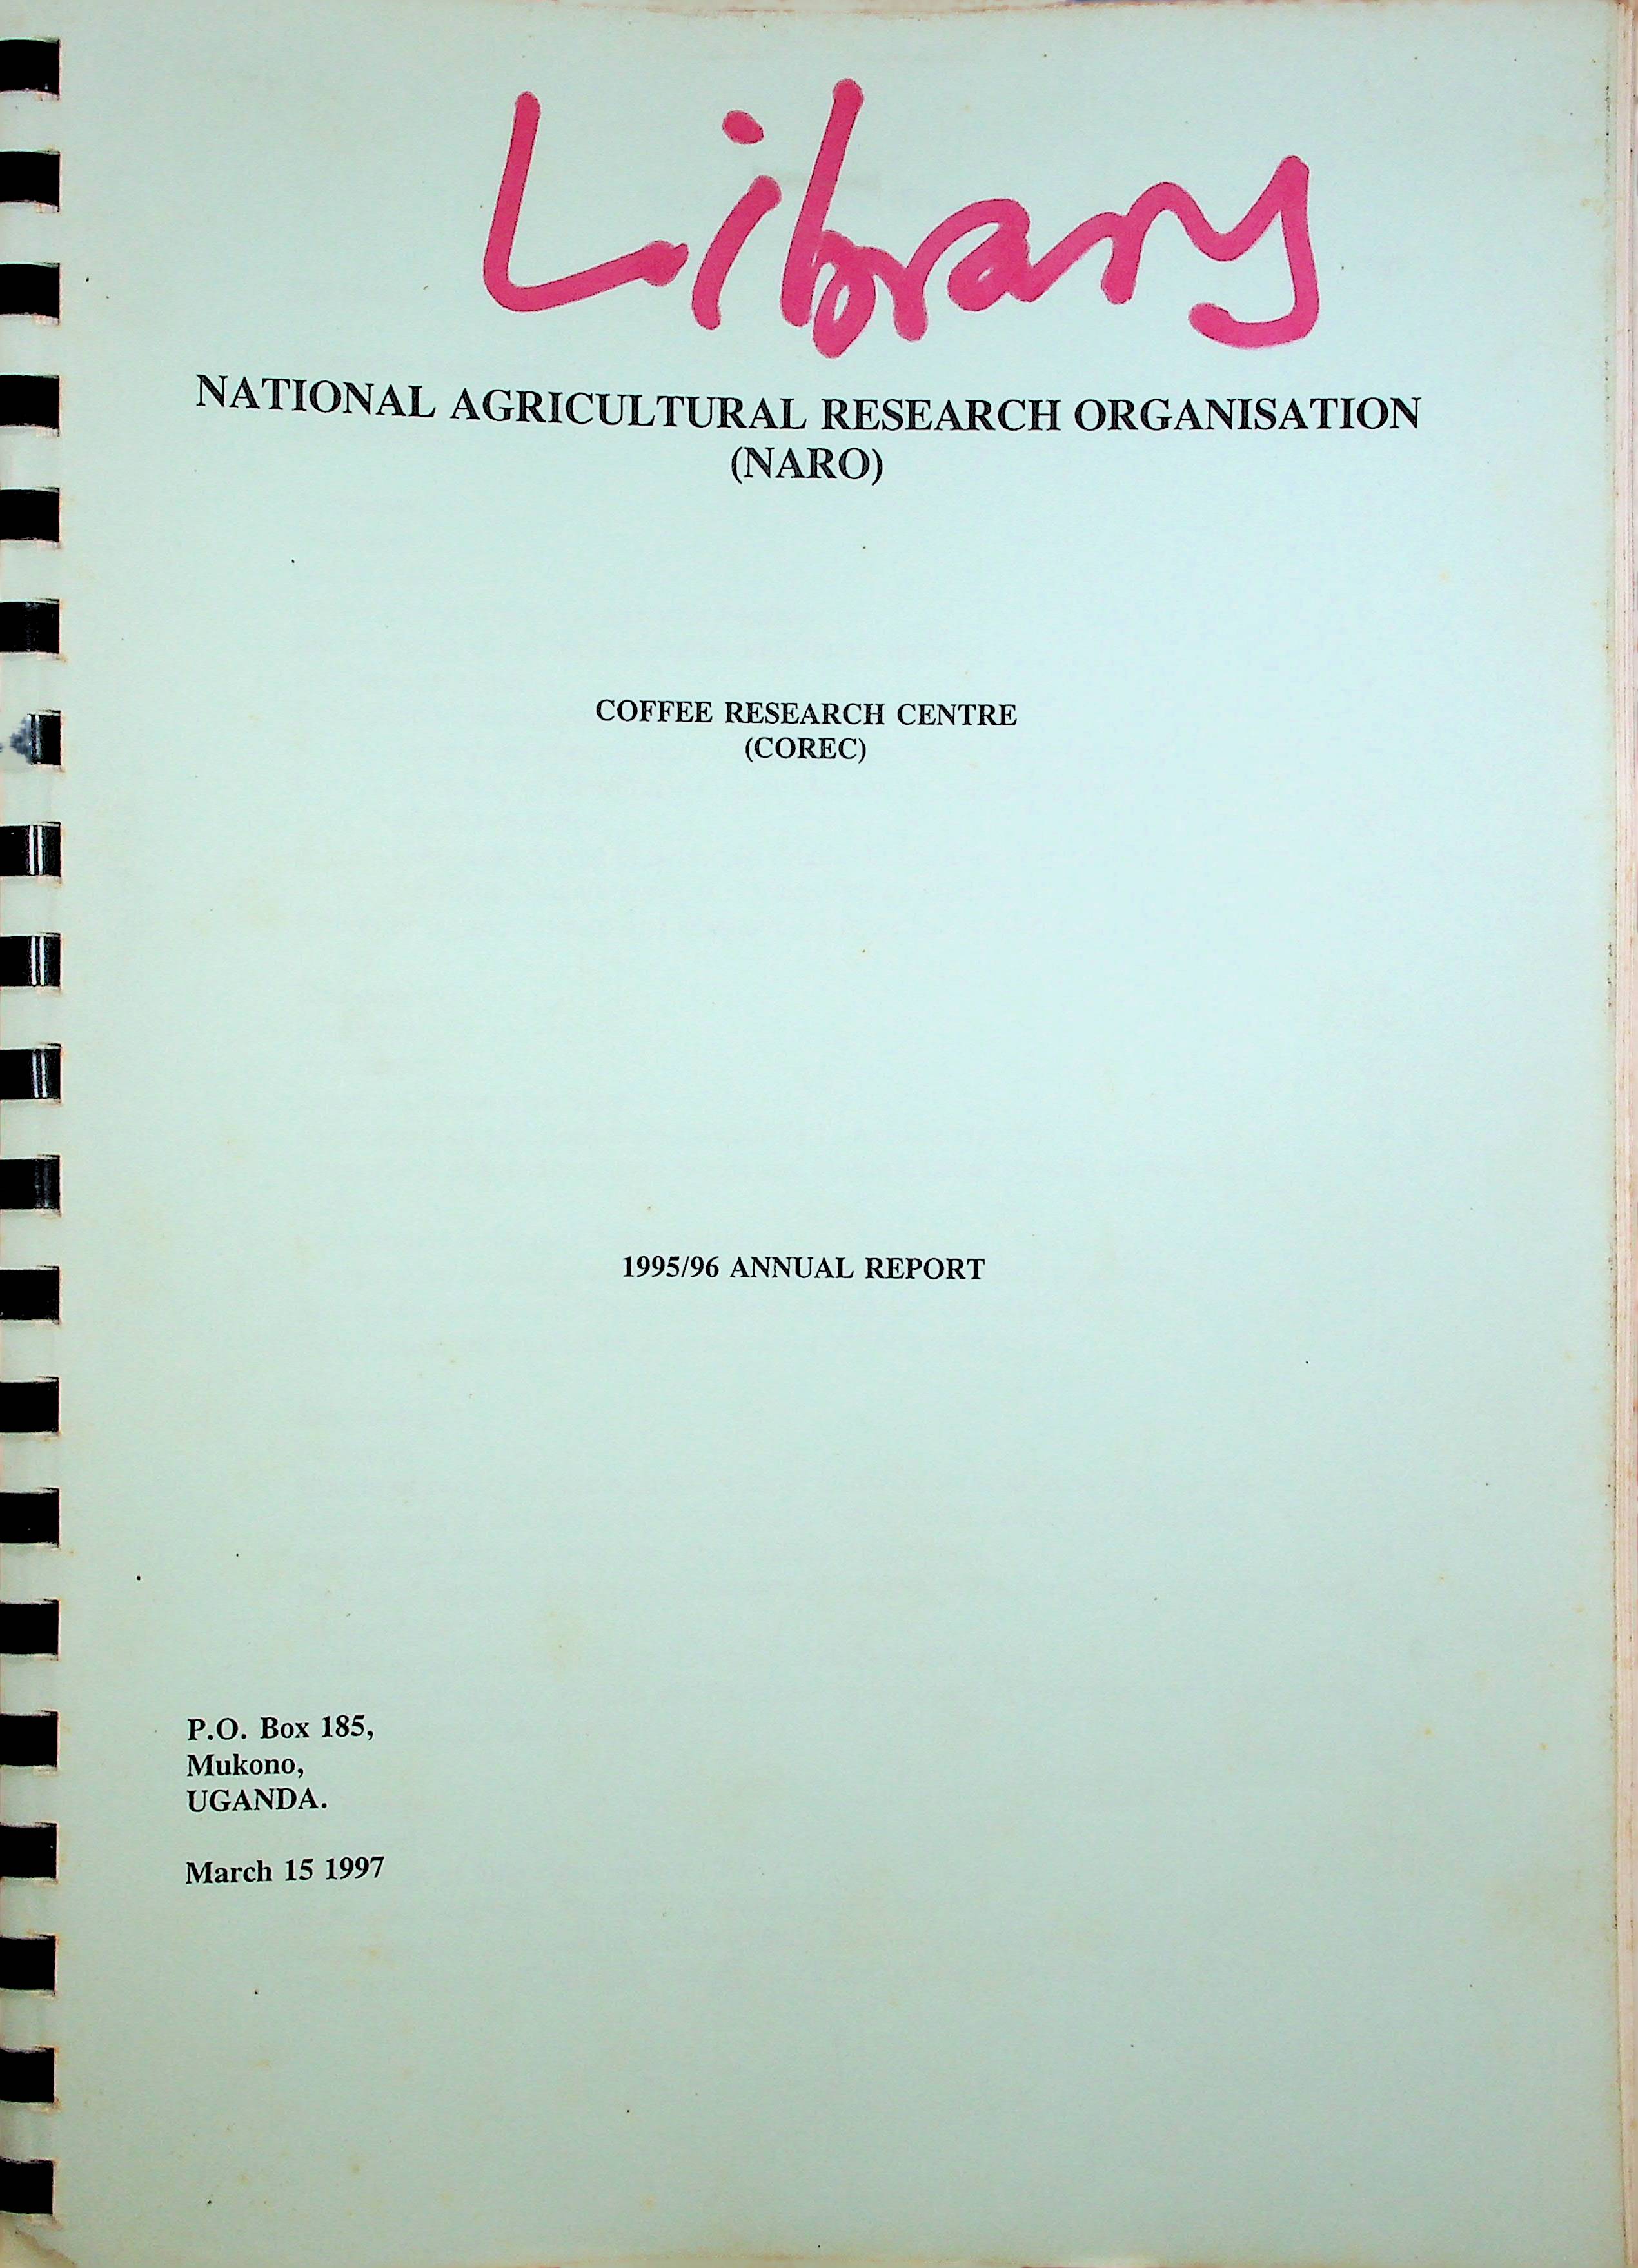 Library
NATIONAL AGRICULTURAL RESEARCH ORGANISATION
(NARO)
COFFEE RESEARCH CENTRE
(COREC)
1995/96 ANNUAL REPORT
P.O. Box 185,
Mukono,
UGANDA.
March 15 1997